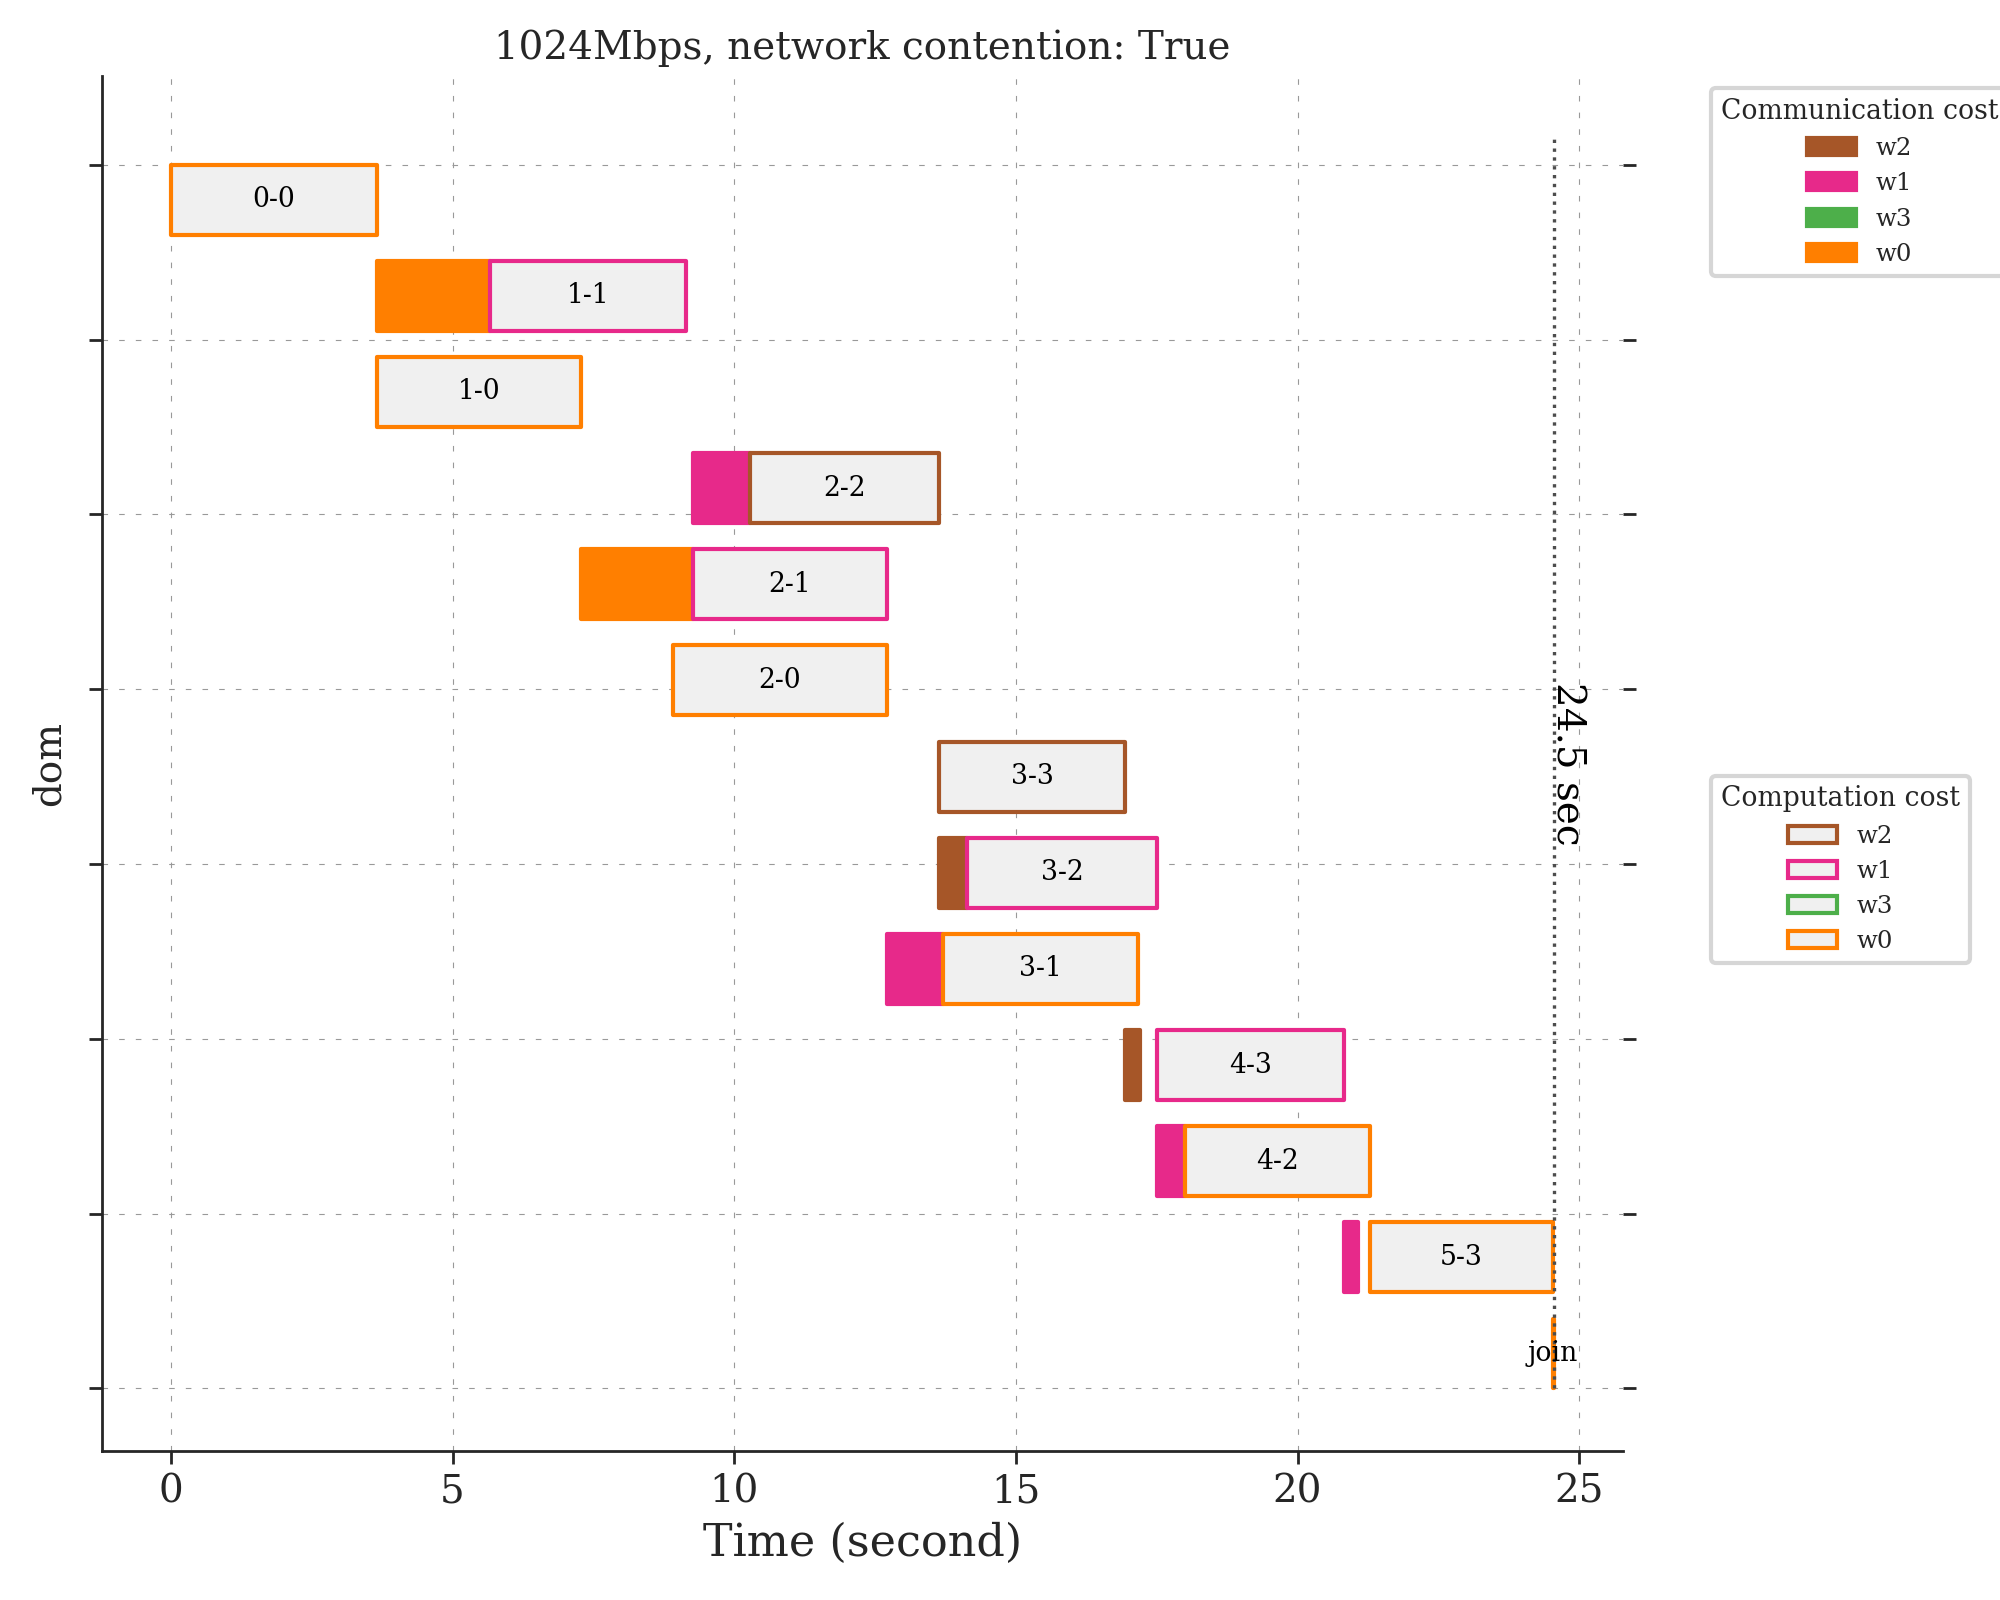 1024Mbps, network contention: True
Communication cost
w2
w1
w3
w0
0-0
1-1
1-0
2-2
2-1
2-0
3-3
3-2
3-1
4-3
4-2
5-3
join
24.5 sec
dom
Computation cost
w2
w1
w3
w0
0 5 10 15 20 25
Time (second)